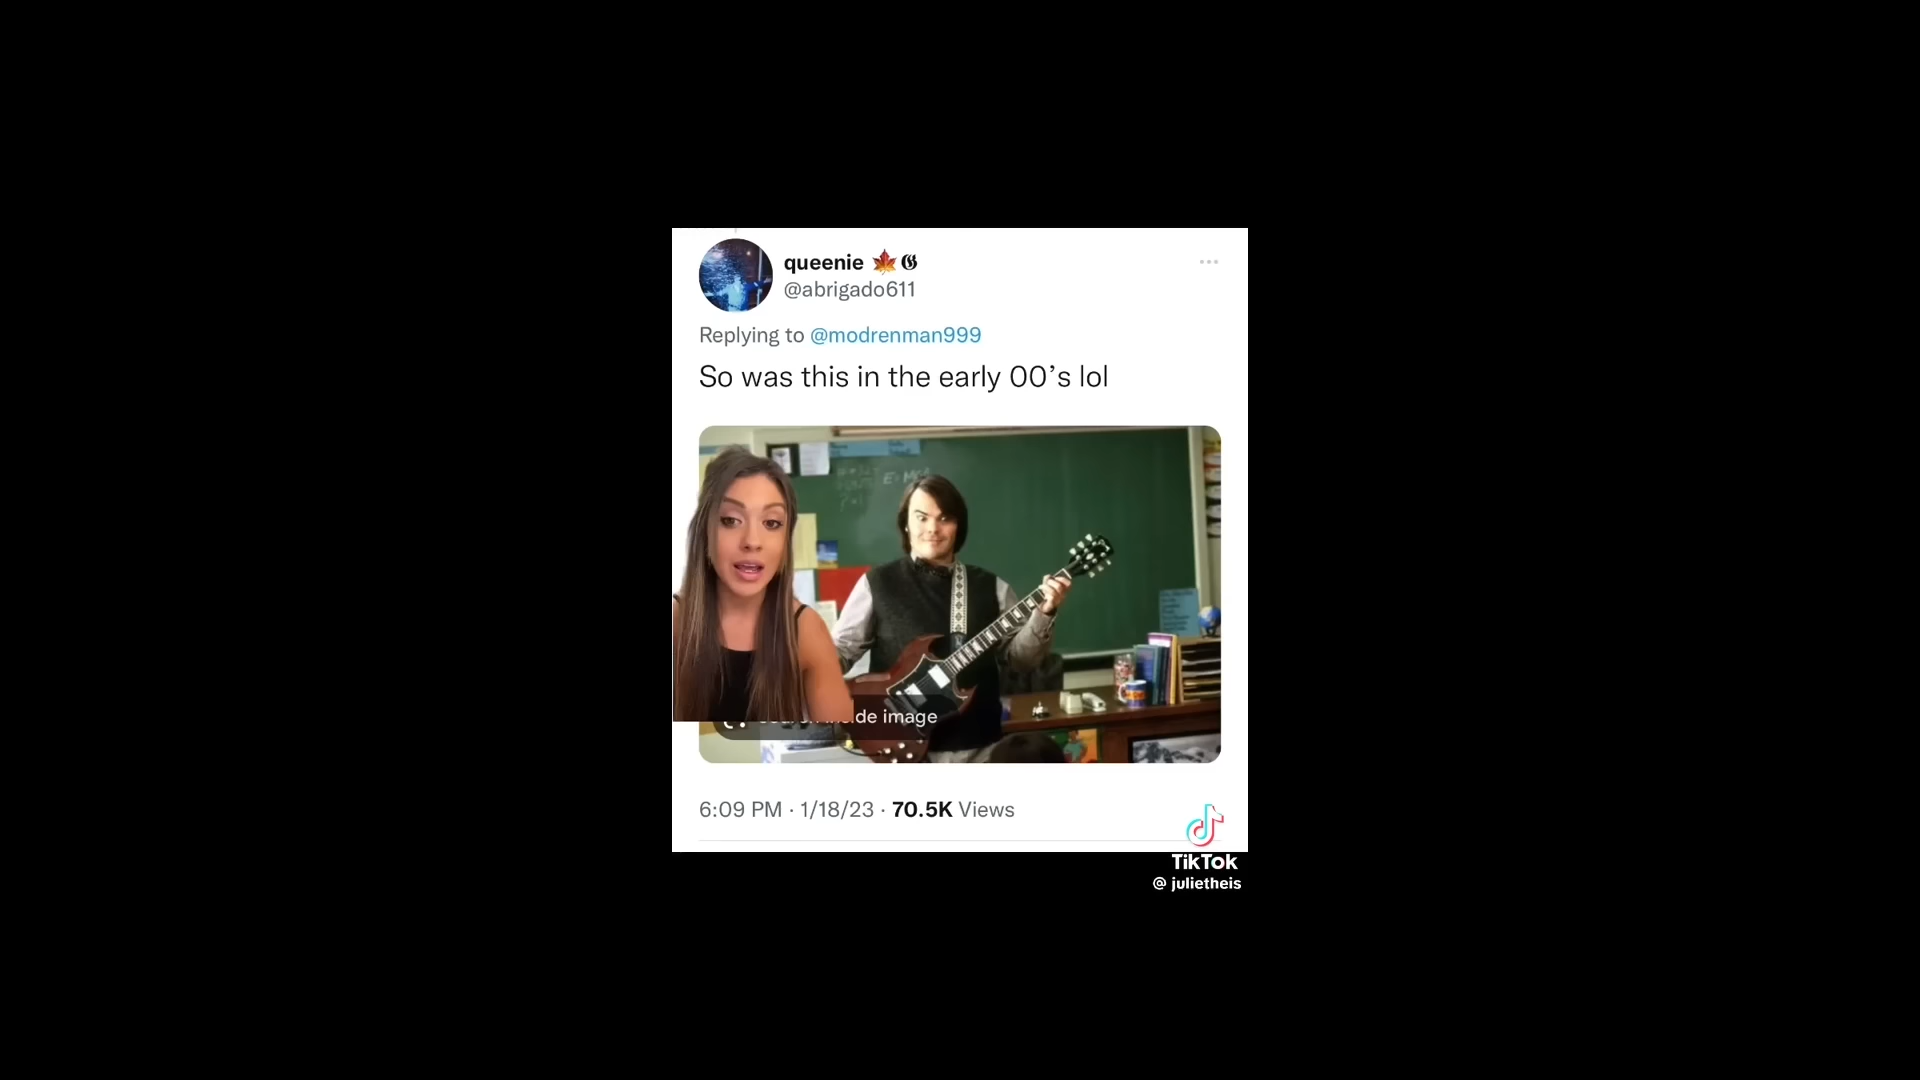 queenie 🍁𝕲
@abrigado611
Replying to @modrenman999
So was this in the early 00's lol
E=MC²
de image
6:09 PM · 1/18/23 · 70.5K Views
TikTok
@ julietheis